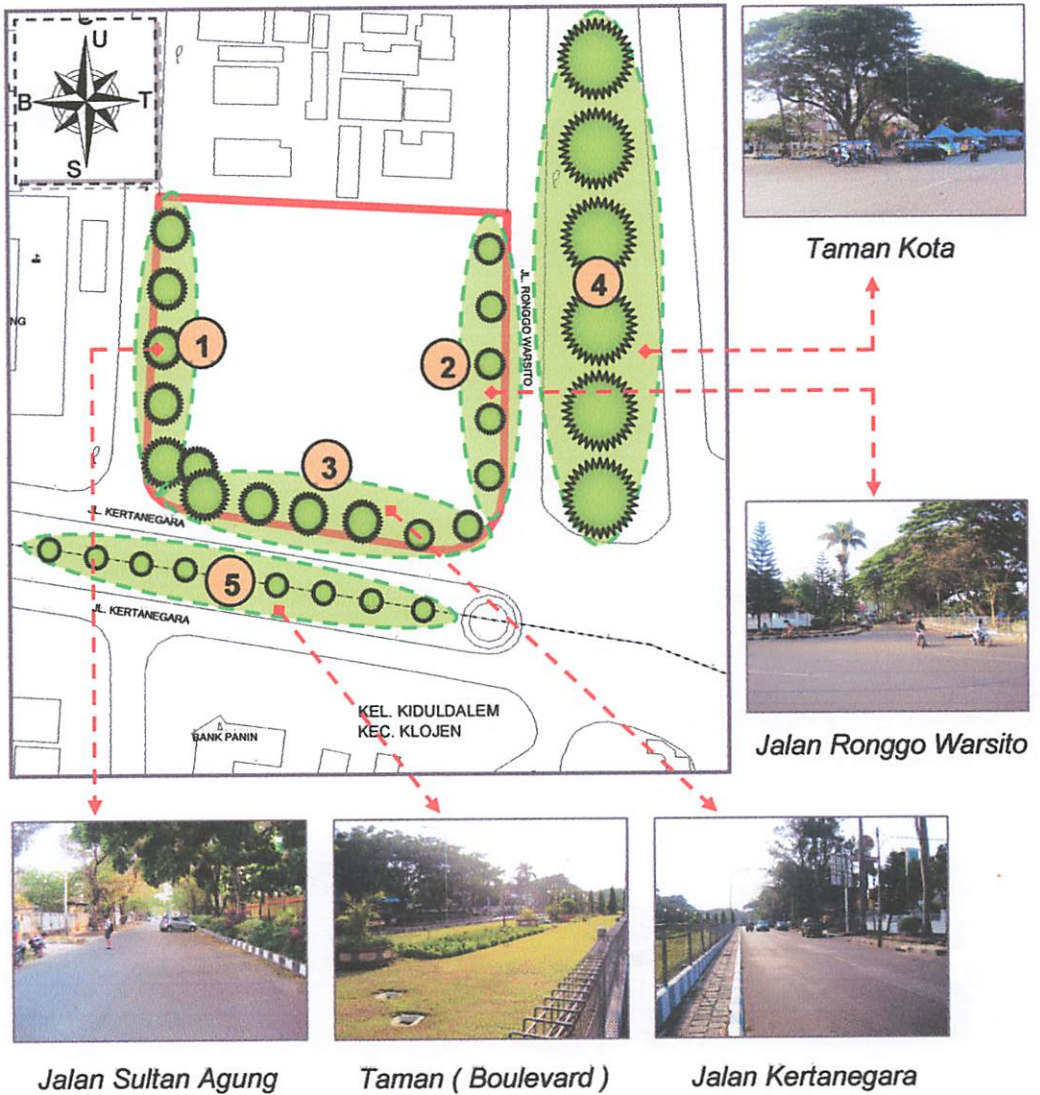 U
B T
S
Taman Kota
NG
1
2
3
4
5
JL. RONGGO WARSITO
JL. KERTANEGARA
JL. KERTANEGARA
KEL. KIDULDALEM
KEC. KLOJEN
BANK PANIN
Jalan Ronggo Warsito
Jalan Sultan Agung
Taman ( Boulevard )
Jalan Kertanegara